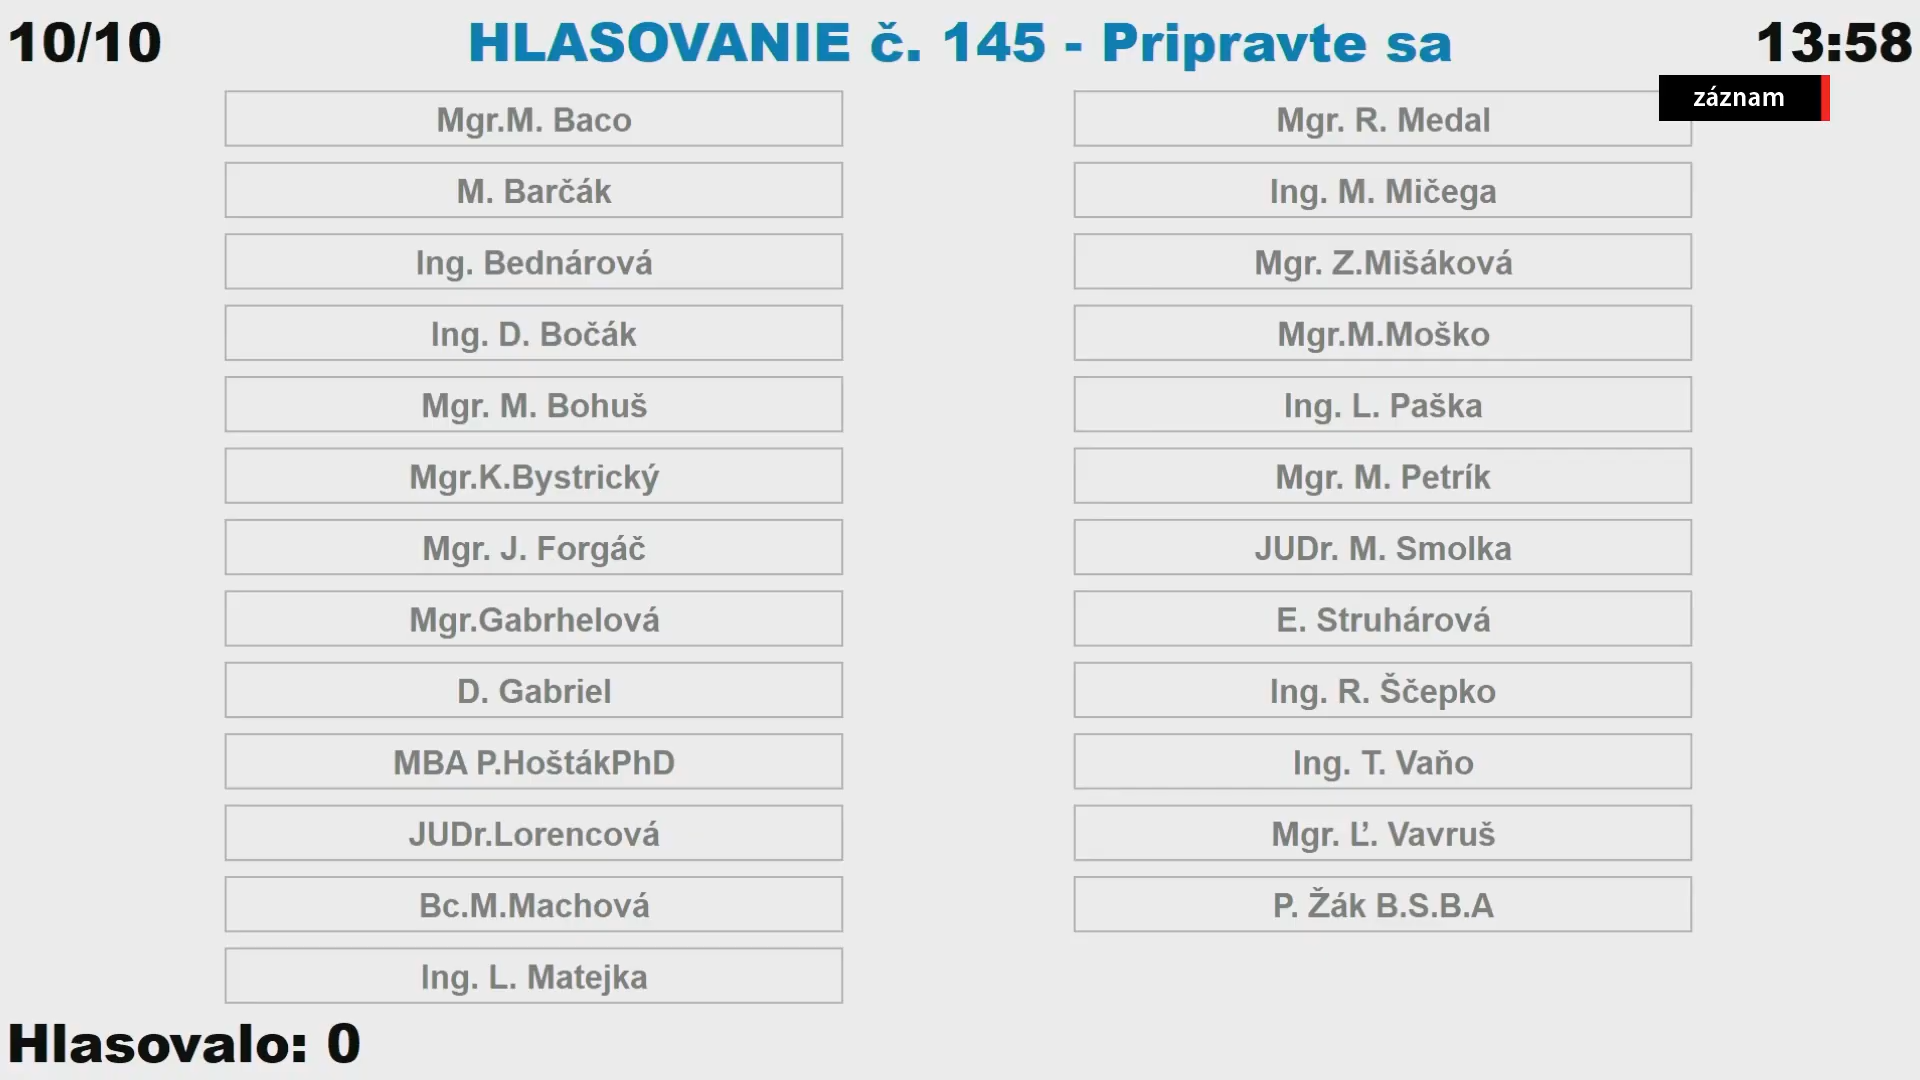 10/10
HLASOVANIE č. 145 - Pripravte sa
13:58
záznam
Mgr.M. Baco
M. Barčák
Ing. Bednárová
Ing. D. Bočák
Mgr. M. Bohuš
Mgr.K.Bystrický
Mgr. J. Forgáč
Mgr.Gabrhelová
D. Gabriel
MBA P.HoštákPhD
JUDr.Lorencová
Bc.M.Machová
Ing. L. Matejka
Mgr. R. Medal
Ing. M. Mičega
Mgr. Z.Mišáková
Mgr.M.Moško
Ing. L. Paška
Mgr. M. Petrík
JUDr. M. Smolka
E. Struhárová
Ing. R. Ščepko
Ing. T. Vaňo
Mgr. Ľ. Vavruš
P. Žák B.S.B.A
Hlasovalo: 0